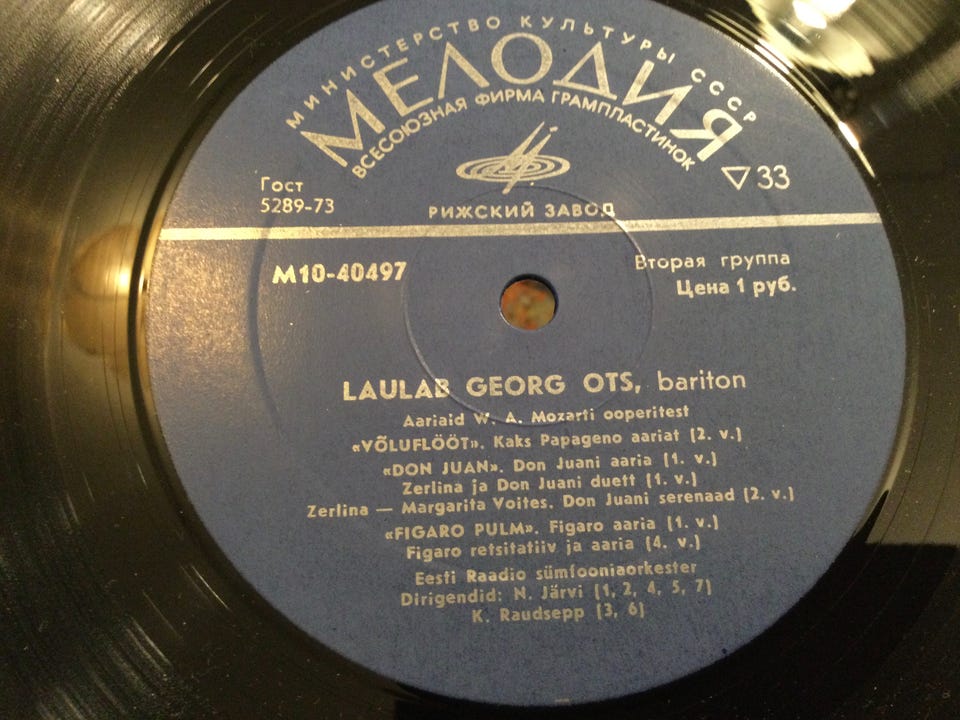 МИНИСТЕРСТВО КУЛЬТУРЫ СССР
МЕЛОДИЯ
ВСЕСОЮЗНАЯ ФИРМА ГРАМПЛАСТИНОК
Гост
5289-73
▽33
РИЖСКИЙ ЗАВОД
М10-40497
Вторая группа
Цена 1 руб.
LAULAB GEORG OTS, bariton
Aariaid W. A. Mozarti ooperitest
«VÕLUFLÖÖT». Kaks Papageno aariat (2. v.)
«DON JUAN». Don Juani aaria (1. v.)
Zerlina ja Don Juani duett (1. v.)
Zerlina — Margarita Voites. Don Juani serenaad (2. v.)
«FIGARO PULM». Figaro aaria (1. v.)
Figaro retsitatiiv ja aaria (4. v.)
Eesti Raadio sümfooniaorkester
Dirigendid: N. Järvi (1, 2, 4, 5, 7)
K. Raudsepp (3, 6)